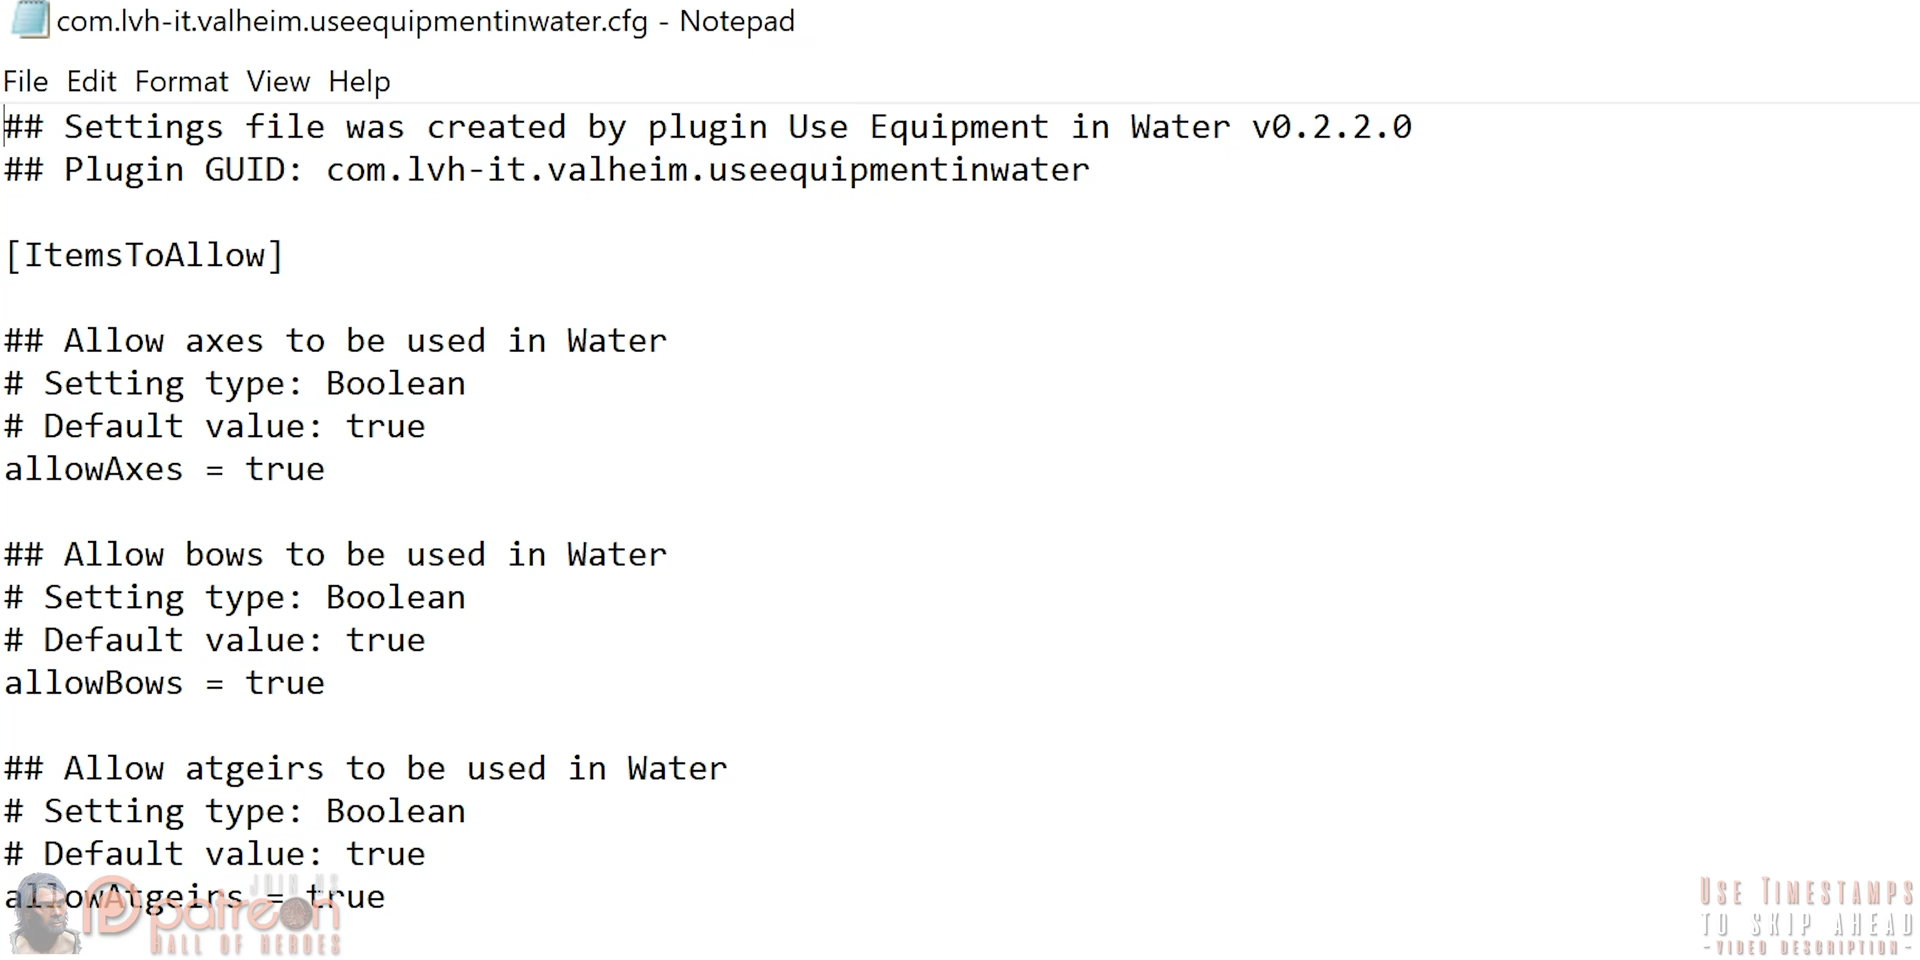 com.lvh-it.valheim.useequipmentinwater.cfg - Notepad
File Edit Format View Help
## Settings file was created by plugin Use Equipment in Water v0.2.2.0
## Plugin GUID: com.lvh-it.valheim.useequipmentinwater
[ItemsToAllow]
## Allow axes to be used in Water
# Setting type: Boolean
# Default value: true
allowAxes = true
## Allow bows to be used in Water
# Setting type: Boolean
# Default value: true
allowBows = true
## Allow atgeirs to be used in Water
# Setting type: Boolean
# Default value: true
allowAtgeirs = true
JOIN MY
patreon
HALL OF HEROES
USE TIMESTAMPS
TO SKIP AHEAD
-VIDEO DESCRIPTION-